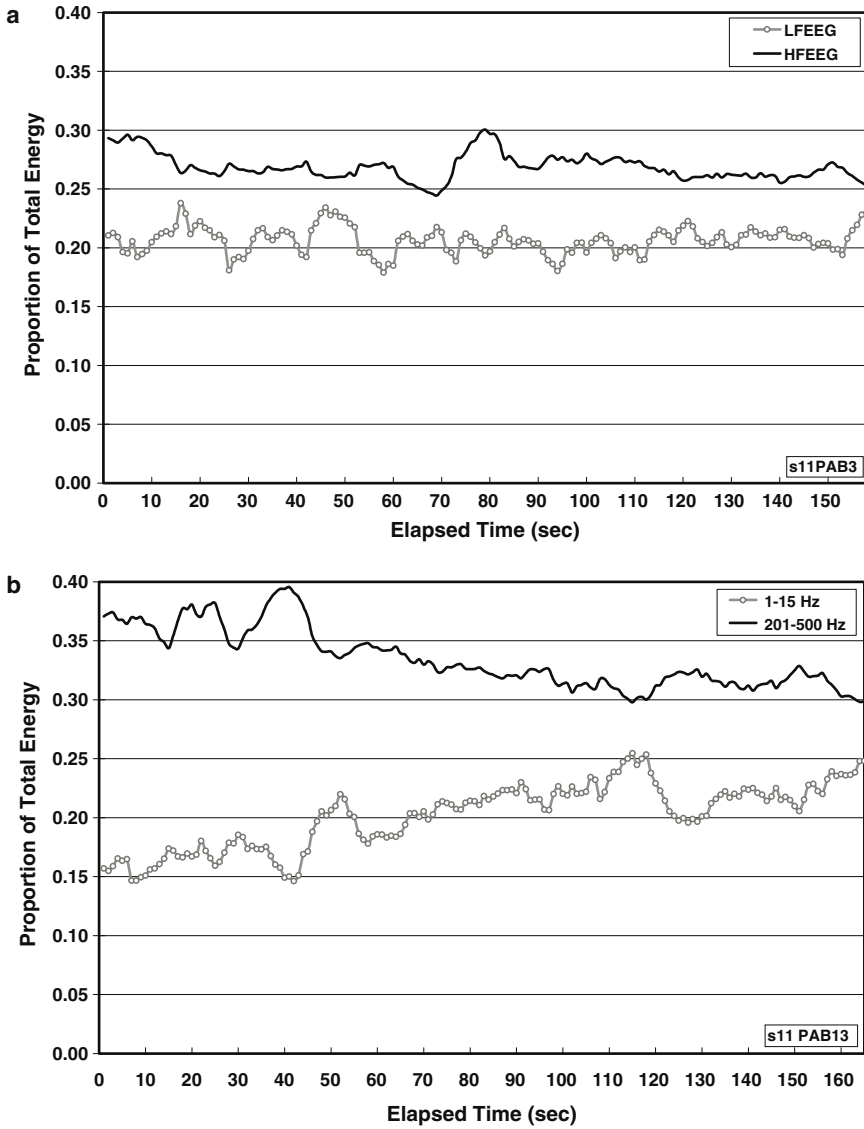 a
0.40
0.35
0.30
0.25
0.20
0.15
0.10
0.05
0.00
Proportion of Total Energy
LFEEG
HFEEG
s11PAB3
0 10 20 30 40 50 60 70 80 90 100 110 120 130 140 150
Elapsed Time (sec)
b
0.40
0.35
0.30
0.25
0.20
0.15
0.10
0.05
0.00
Proportion of Total Energy
1-15 Hz
201-500 Hz
s11 PAB13
0 10 20 30 40 50 60 70 80 90 100 110 120 130 140 150 160
Elapsed Time (sec)